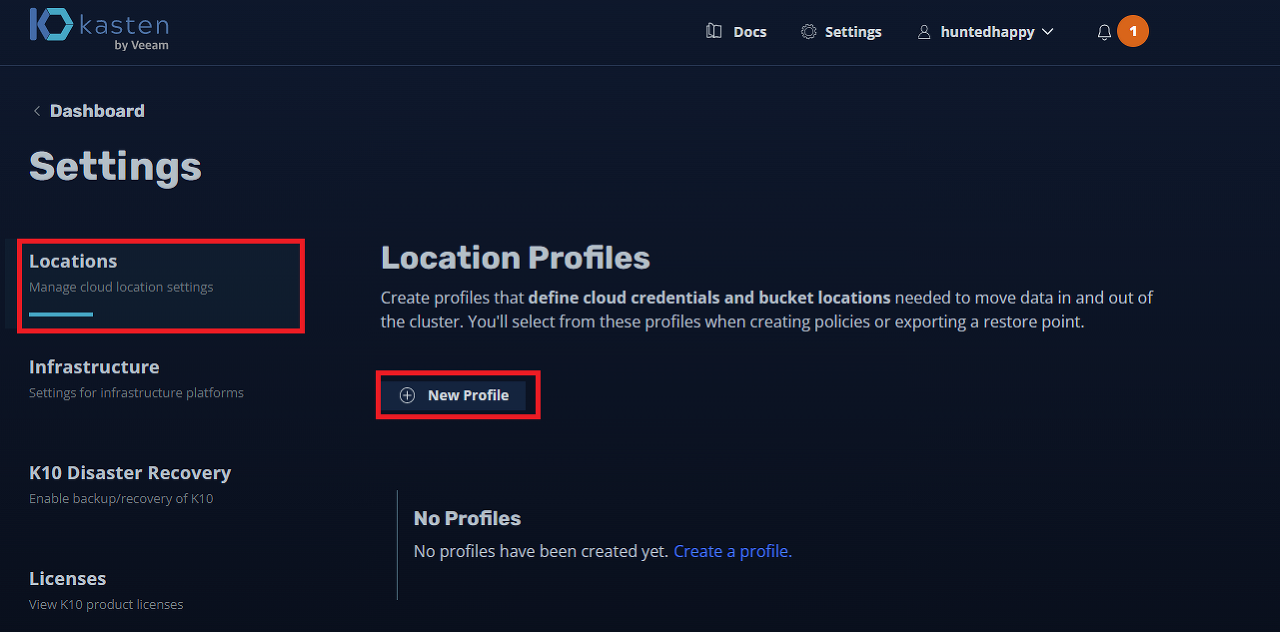 kasten
by Veeam
Docs
Settings
huntedhappy
1
Dashboard
Settings
Locations
Manage cloud location settings
Infrastructure
Settings for infrastructure platforms
K10 Disaster Recovery
Enable backup/recovery of K10
Licenses
View K10 product licenses
Location Profiles
Create profiles that define cloud credentials and bucket locations needed to move data in and out of
the cluster. You'll select from these profiles when creating policies or exporting a restore point.
New Profile
No Profiles
No profiles have been created yet. Create a profile.